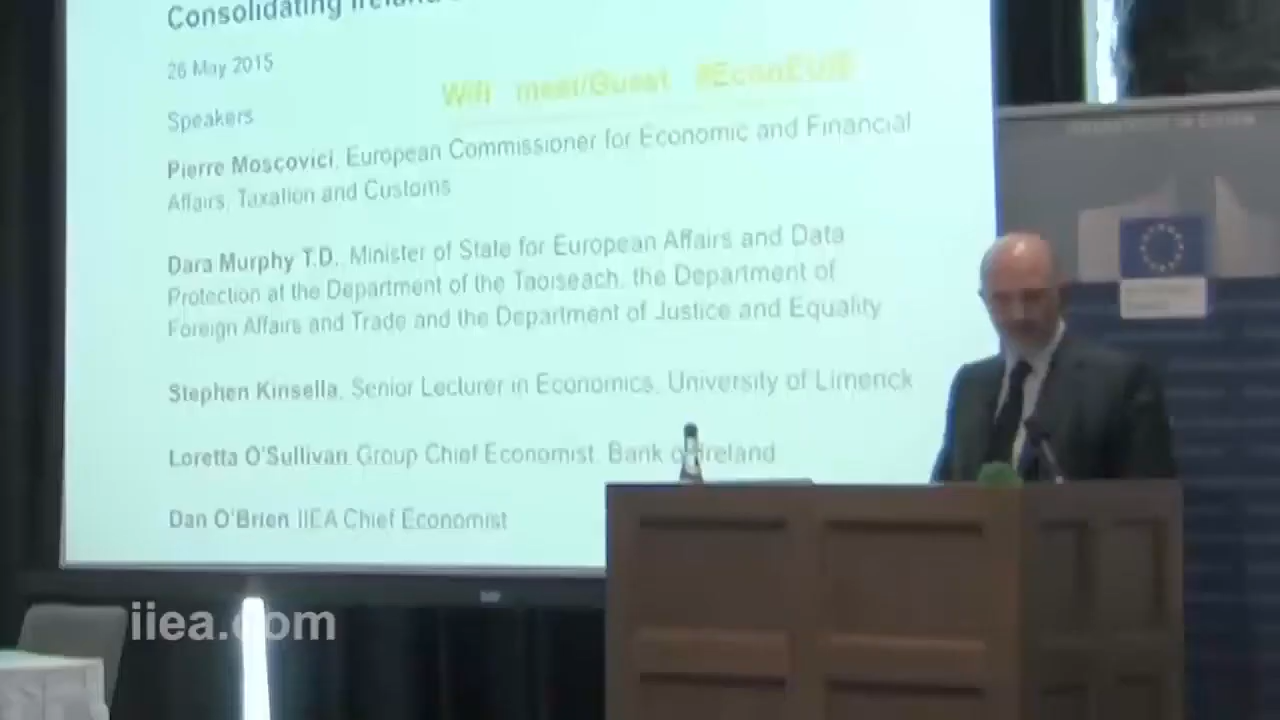 Consolidating
26 May 2015
Wifi meet/Guest #EconEUIE
Speakers
Pierre Moscovici, European Commissioner for Economic and Financial
Affairs, Taxation and Customs
Dara Murphy T.D., Minister of State for European Affairs and Data
Protection at the Department of the Taoiseach, the Department of
Foreign Affairs and Trade and the Department of Justice and Equality
Stephen Kinsella, Senior Lecturer in Economics, University of Limerick
Loretta O'Sullivan Group Chief Economist, Bank of Ireland
Dan O'Brien IIEA Chief Economist
iiea.com